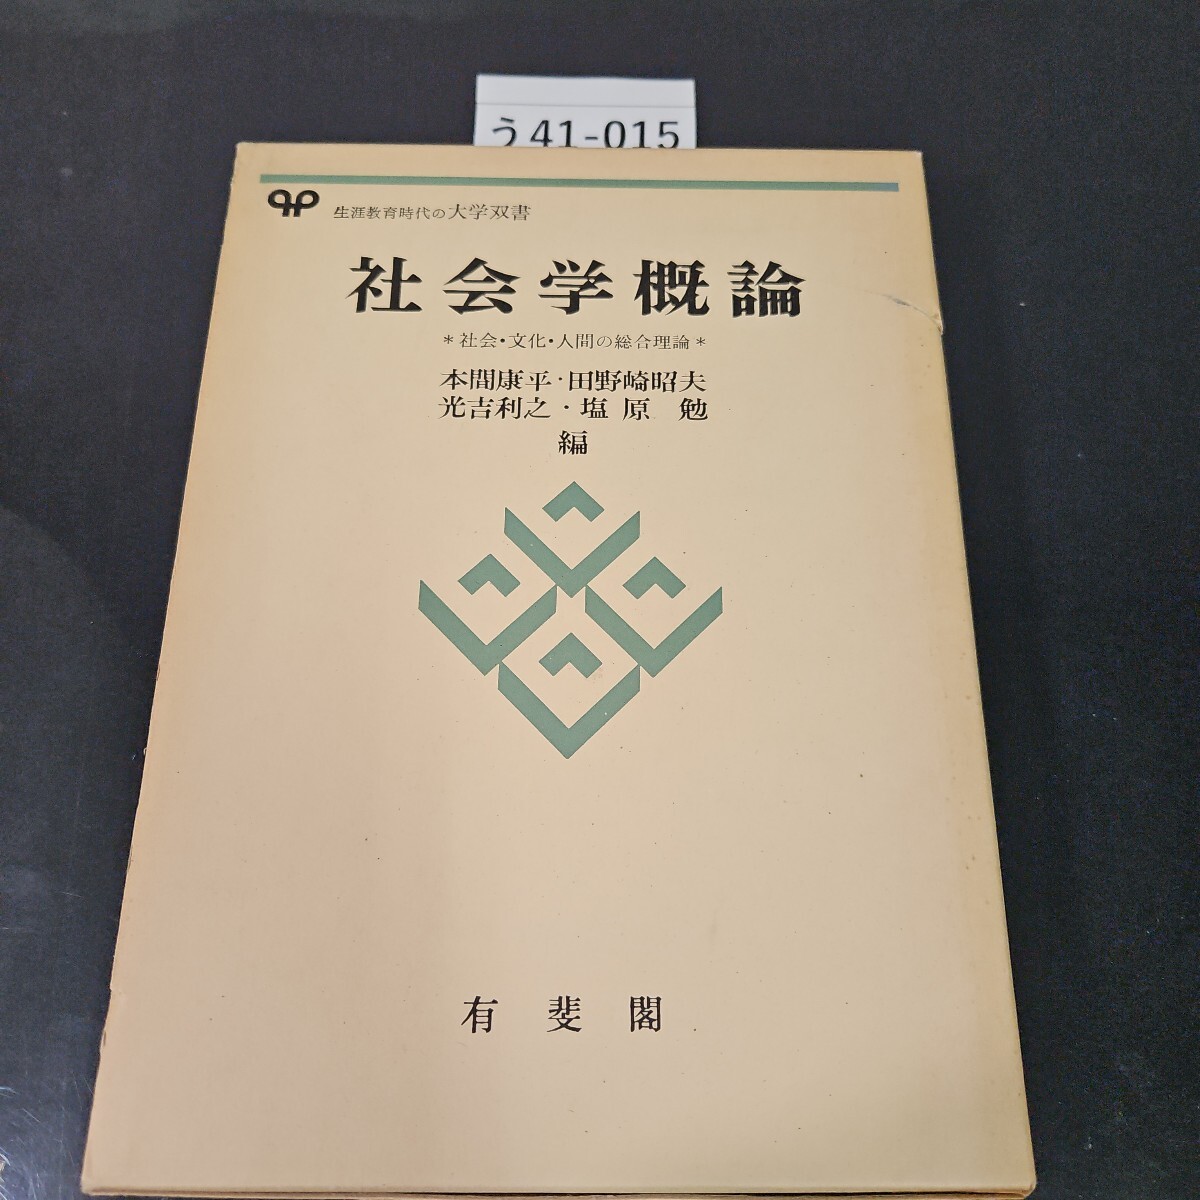 う41-015
生涯教育時代の大学双書
社会学概論
*社会・文化・人間の総合理論*
本間康平・田野崎昭夫
光吉利之・塩原 勉
編
有斐閣